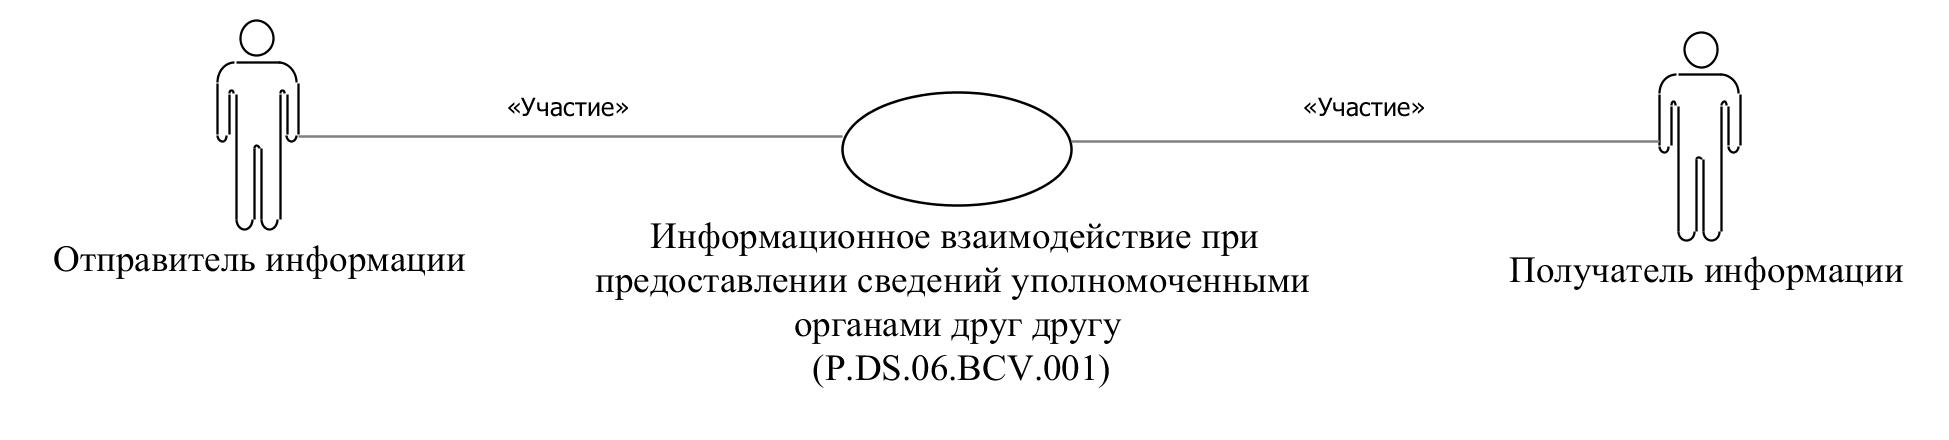 «Участие»
«Участие»
Отправитель информации
Информационное взаимодействие при
предоставлении сведений уполномоченными
органами друг другу
(P.DS.06.BCV.001)
Получатель информации